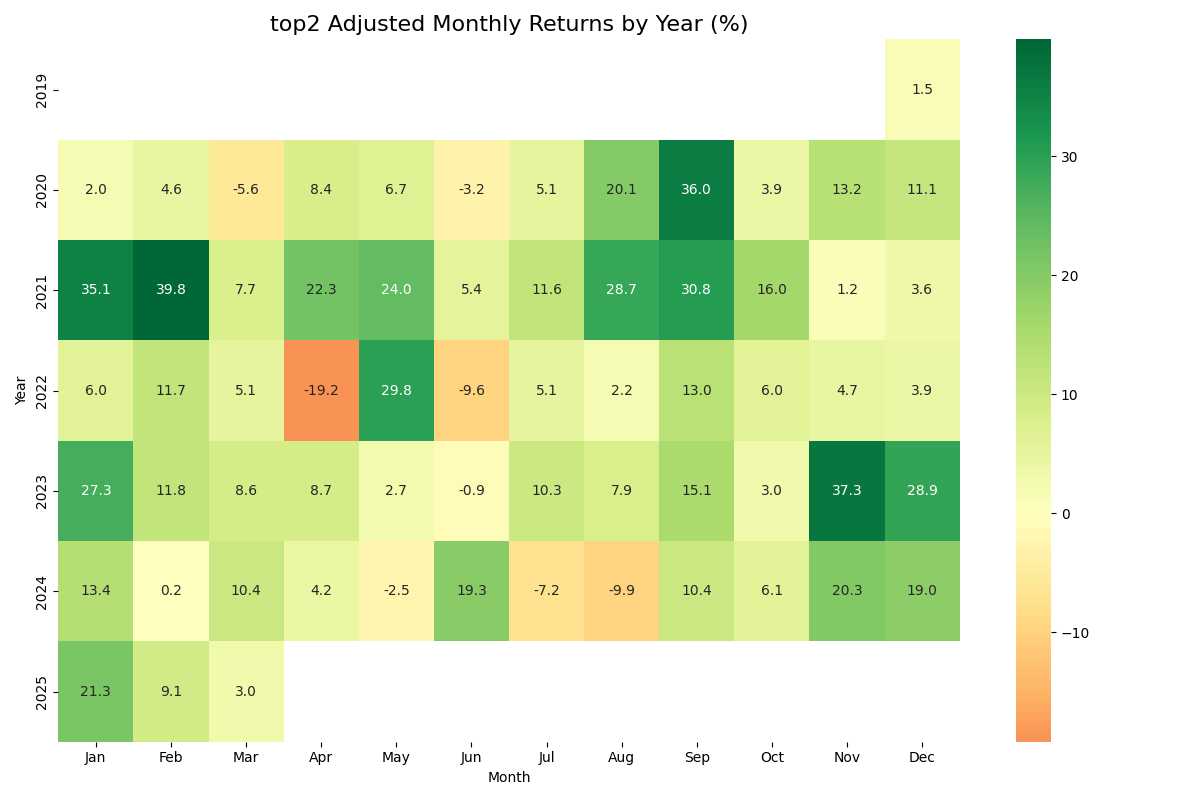 top2 Adjusted Monthly Returns by Year (%)
2019 1.5
2020 2.0 4.6 -5.6 8.4 6.7 -3.2 5.1 20.1 36.0 3.9 13.2 11.1
2021 35.1 39.8 7.7 22.3 24.0 5.4 11.6 28.7 30.8 16.0 1.2 3.6
2022 6.0 11.7 5.1 -19.2 29.8 -9.6 5.1 2.2 13.0 6.0 4.7 3.9
2023 27.3 11.8 8.6 8.7 2.7 -0.9 10.3 7.9 15.1 3.0 37.3 28.9
2024 13.4 0.2 10.4 4.2 -2.5 19.3 -7.2 -9.9 10.4 6.1 20.3 19.0
2025 21.3 9.1 3.0
Year
Jan Feb Mar Apr May Jun Jul Aug Sep Oct Nov Dec
Month
30
20
10
0
−10